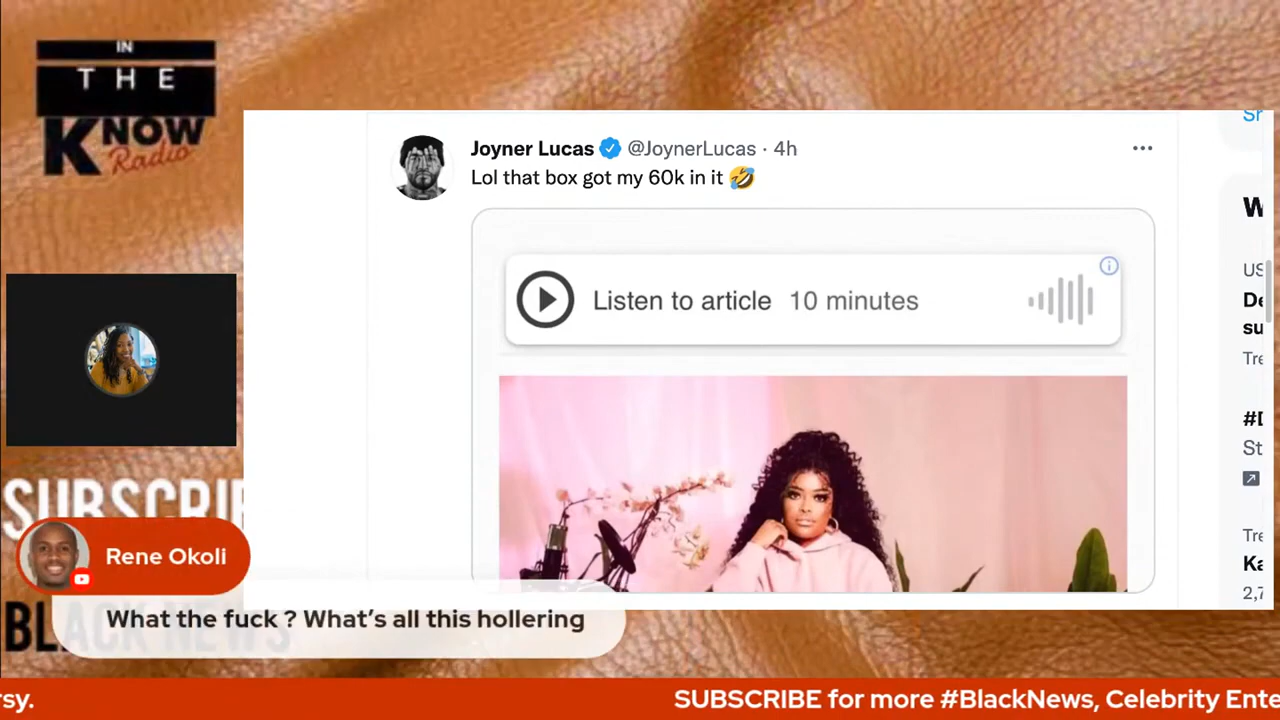 IN
THE
KNOW
Radio
Joyner Lucas @JoynerLucas · 4h
Lol that box got my 60k in it 🤣
Listen to article 10 minutes
Rene Okoli
What the fuck ? What's all this hollering
SUBSCRIBE for more #BlackNews, Celebrity